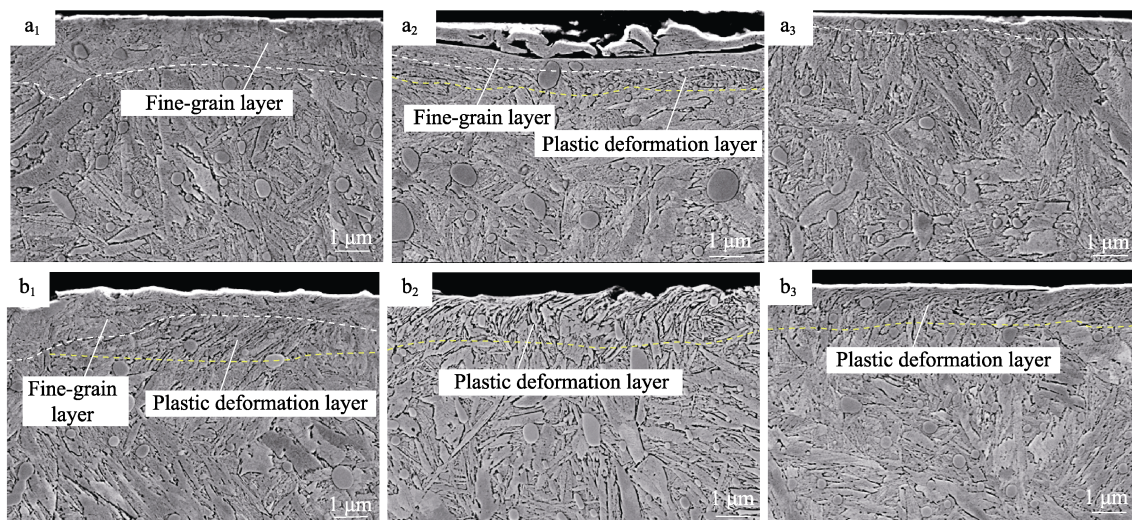 a₁
Fine-grain layer
1 μm
a₂
Fine-grain layer
Plastic deformation layer
1 μm
a₃
1 μm
b₁
Fine-grain
layer
Plastic deformation layer
1 μm
b₂
Plastic deformation layer
1 μm
b₃
Plastic deformation layer
1 μm